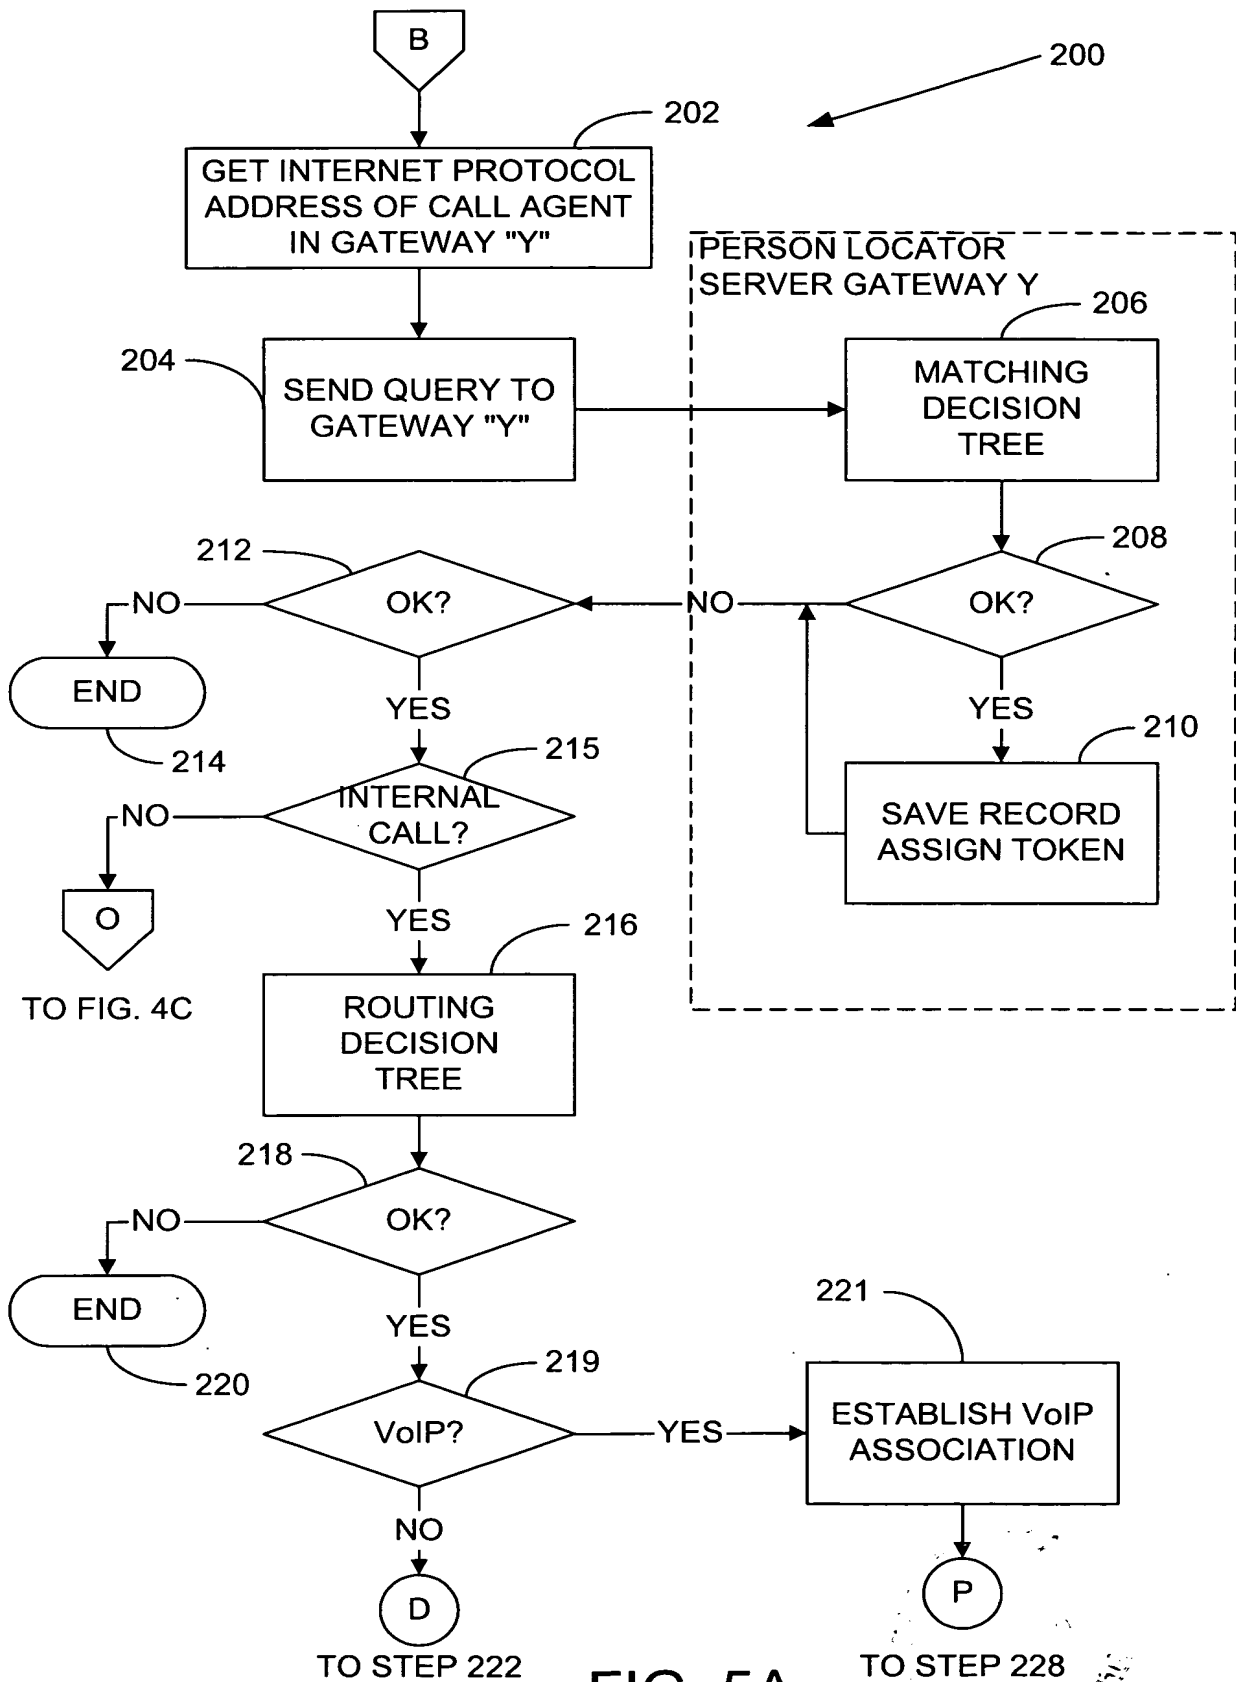 B
200
202
GET INTERNET PROTOCOL
ADDRESS OF CALL AGENT
IN GATEWAY "Y"
PERSON LOCATOR
SERVER GATEWAY Y
206
204
SEND QUERY TO
GATEWAY "Y"
MATCHING
DECISION
TREE
212
208
NO
OK?
NO
OK?
END
YES
YES
214
215
210
NO
INTERNAL
CALL?
SAVE RECORD
ASSIGN TOKEN
O
YES
216
TO FIG. 4C
ROUTING
DECISION
TREE
218
NO
OK?
END
YES
221
220
219
VoIP?
YES
ESTABLISH VoIP
ASSOCIATION
NO
D
P
TO STEP 222
TO STEP 228
FIG. 5A